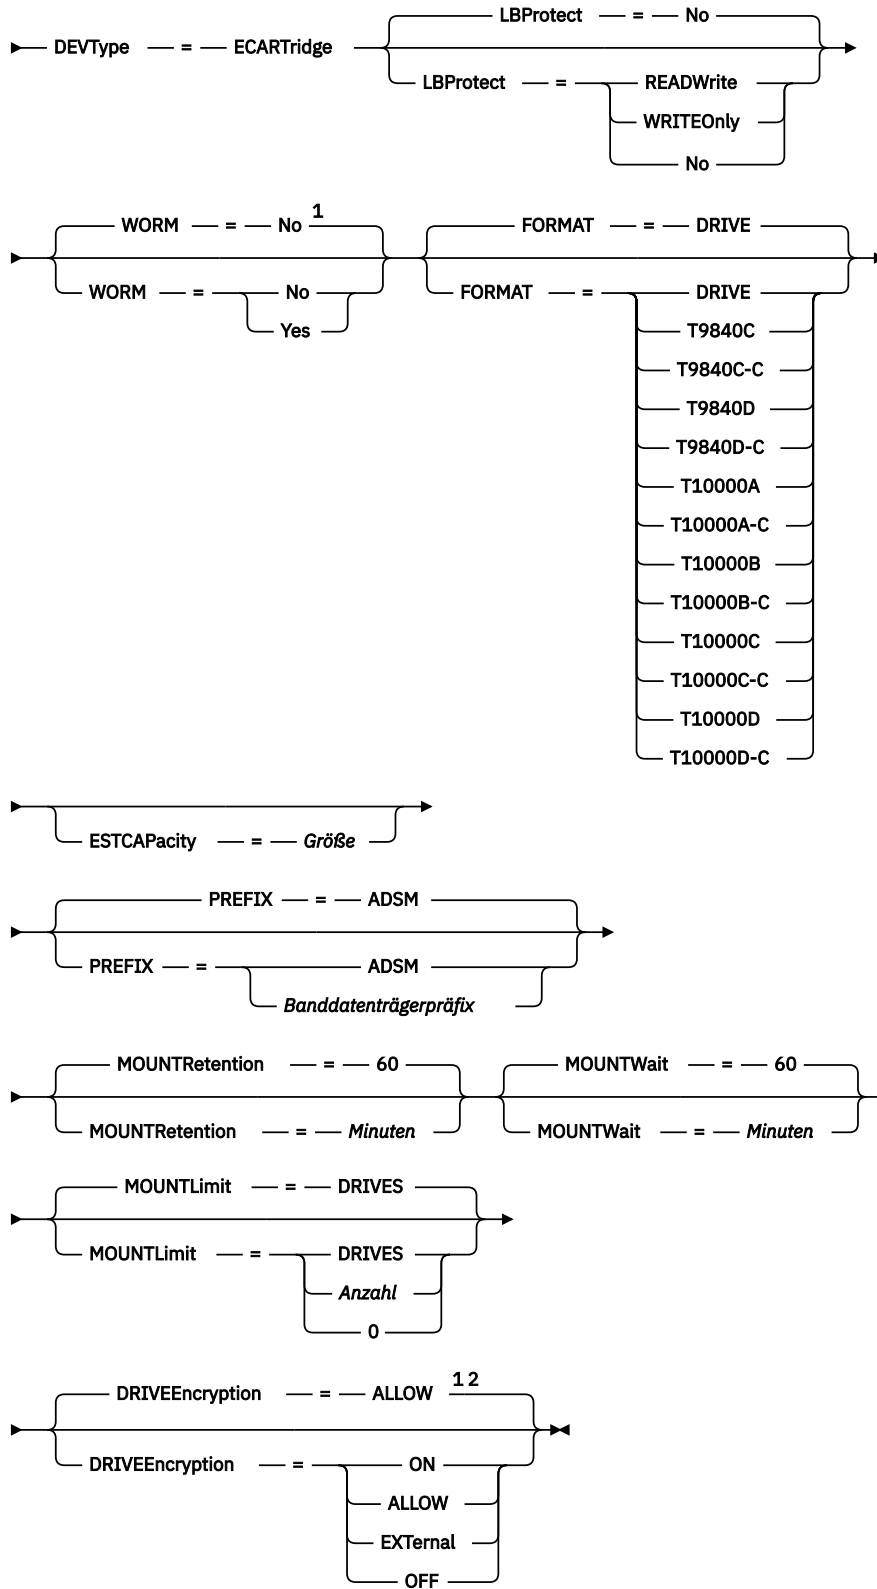 LBProtect = No
DEVType = ECARTridge
LBProtect = READWrite
WRITEOnly
No
WORM = No 1 FORMAT = DRIVE
WORM = No FORMAT = DRIVE
Yes T9840C
T9840C-C
T9840D
T9840D-C
T10000A
T10000A-C
T10000B
T10000B-C
T10000C
T10000C-C
T10000D
T10000D-C
ESTCAPacity = Größe
PREFIX = ADSM
PREFIX = ADSM
Banddatenträgerpräfix
MOUNTRetention = 60 MOUNTWait = 60
MOUNTRetention = Minuten MOUNTWait = Minuten
MOUNTLimit = DRIVES
MOUNTLimit = DRIVES
Anzahl
0
DRIVEEncryption = ALLOW 1 2
DRIVEEncryption = ON
ALLOW
EXTernal
OFF